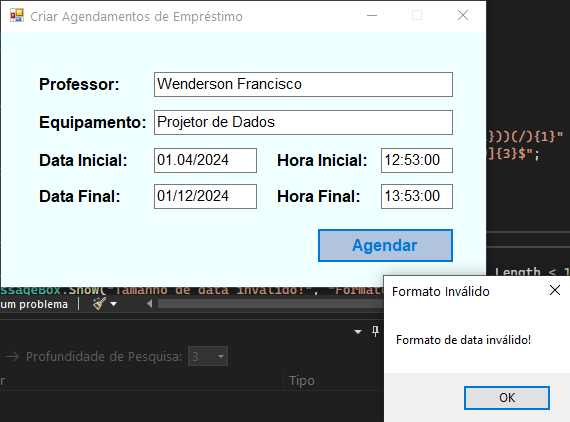 Criar Agendamentos de Empréstimo
Professor: Wenderson Francisco
Equipamento: Projetor de Dados
Data Inicial: 01.04/2024 Hora Inicial: 12:53:00
Data Final: 01/12/2024 Hora Final: 13:53:00
Agendar
}))(/){1}"
]{3}$";
Length < 1
ssageBox.Show("Tamanho de data inválido!", "Forma
um problema
Formato Inválido
Formato de data inválido!
OK
Profundidade de Pesquisa: 3
r Tipo